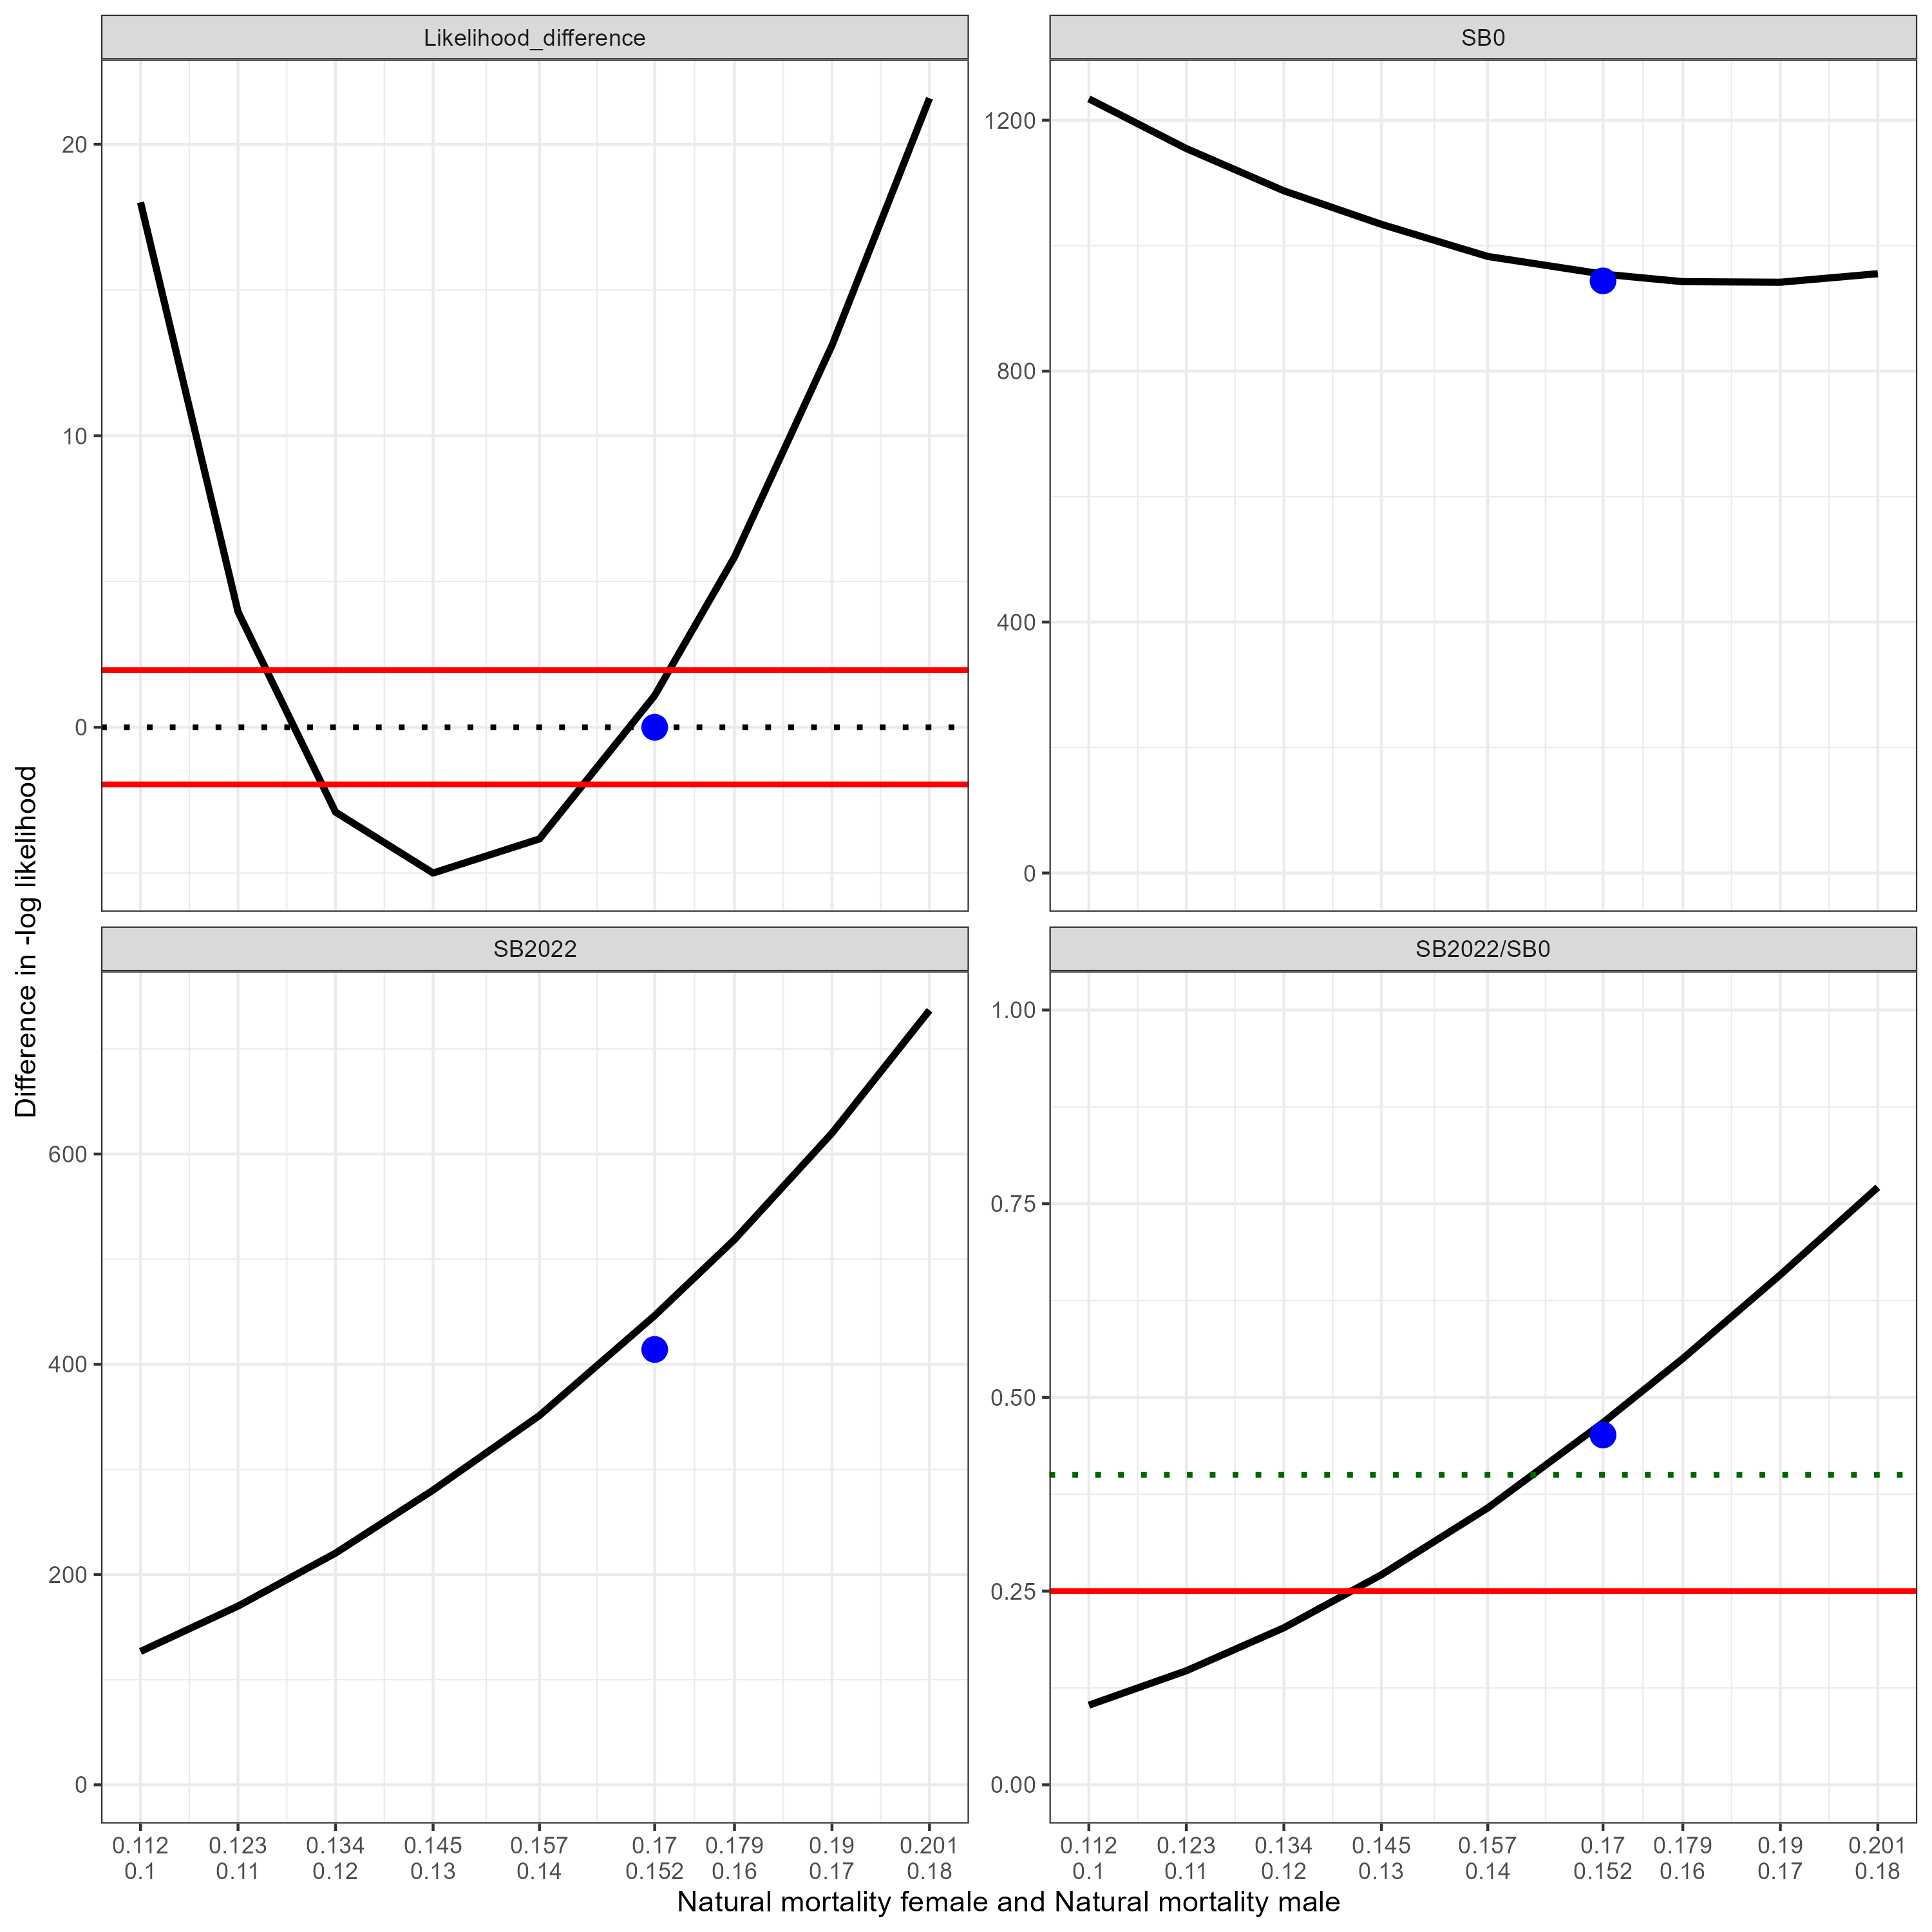 Likelihood_difference
SB0
20
10
0
1200
800
400
0
SB2022
SB2022/SB0
600
400
200
0
1.00
0.75
0.50
0.25
0.00
Difference in -log likelihood
0.112 0.123 0.134 0.145 0.157 0.17 0.179 0.19 0.201
0.1 0.11 0.12 0.13 0.14 0.152 0.16 0.17 0.18
0.112 0.123 0.134 0.145 0.157 0.17 0.179 0.19 0.201
0.1 0.11 0.12 0.13 0.14 0.152 0.16 0.17 0.18
Natural mortality female and Natural mortality male